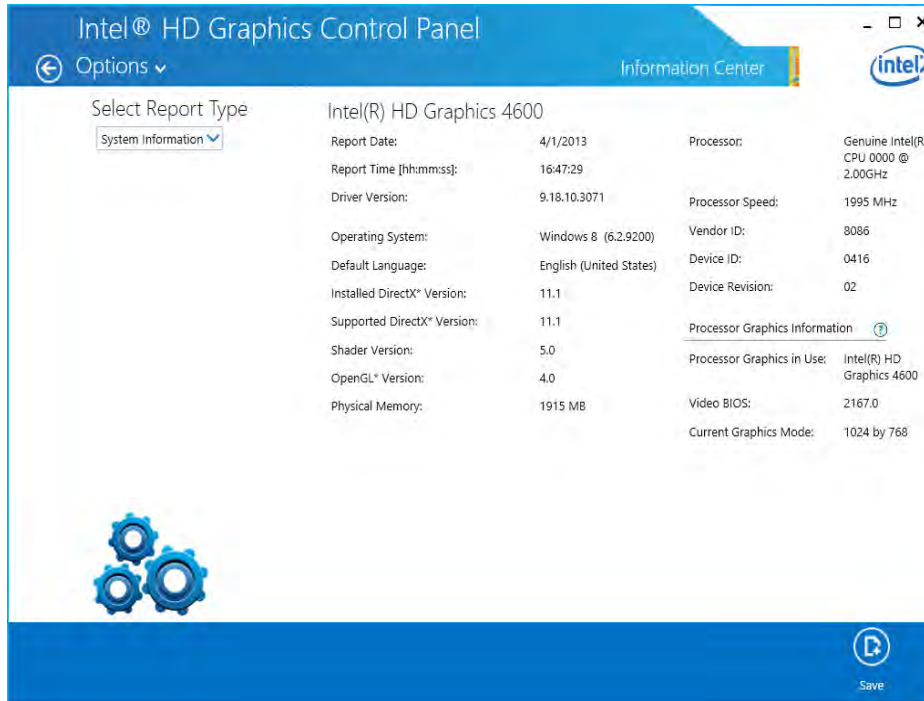 Intel® HD Graphics Control Panel
Options
Information Center
intel
Select Report Type
System Information
Intel(R) HD Graphics 4600
Report Date: 4/1/2013
Report Time [hh:mm:ss]: 16:47:29
Driver Version: 9.18.10.3071
Operating System: Windows 8 (6.2.9200)
Default Language: English (United States)
Installed DirectX* Version: 11.1
Supported DirectX* Version: 11.1
Shader Version: 5.0
OpenGL* Version: 4.0
Physical Memory: 1915 MB
Processor: Genuine Intel(R
CPU 0000 @
2.00GHz
Processor Speed: 1995 MHz
Vendor ID: 8086
Device ID: 0416
Device Revision: 02
Processor Graphics Information ?
Processor Graphics in Use: Intel(R) HD
Graphics 4600
Video BIOS: 2167.0
Current Graphics Mode: 1024 by 768
Save